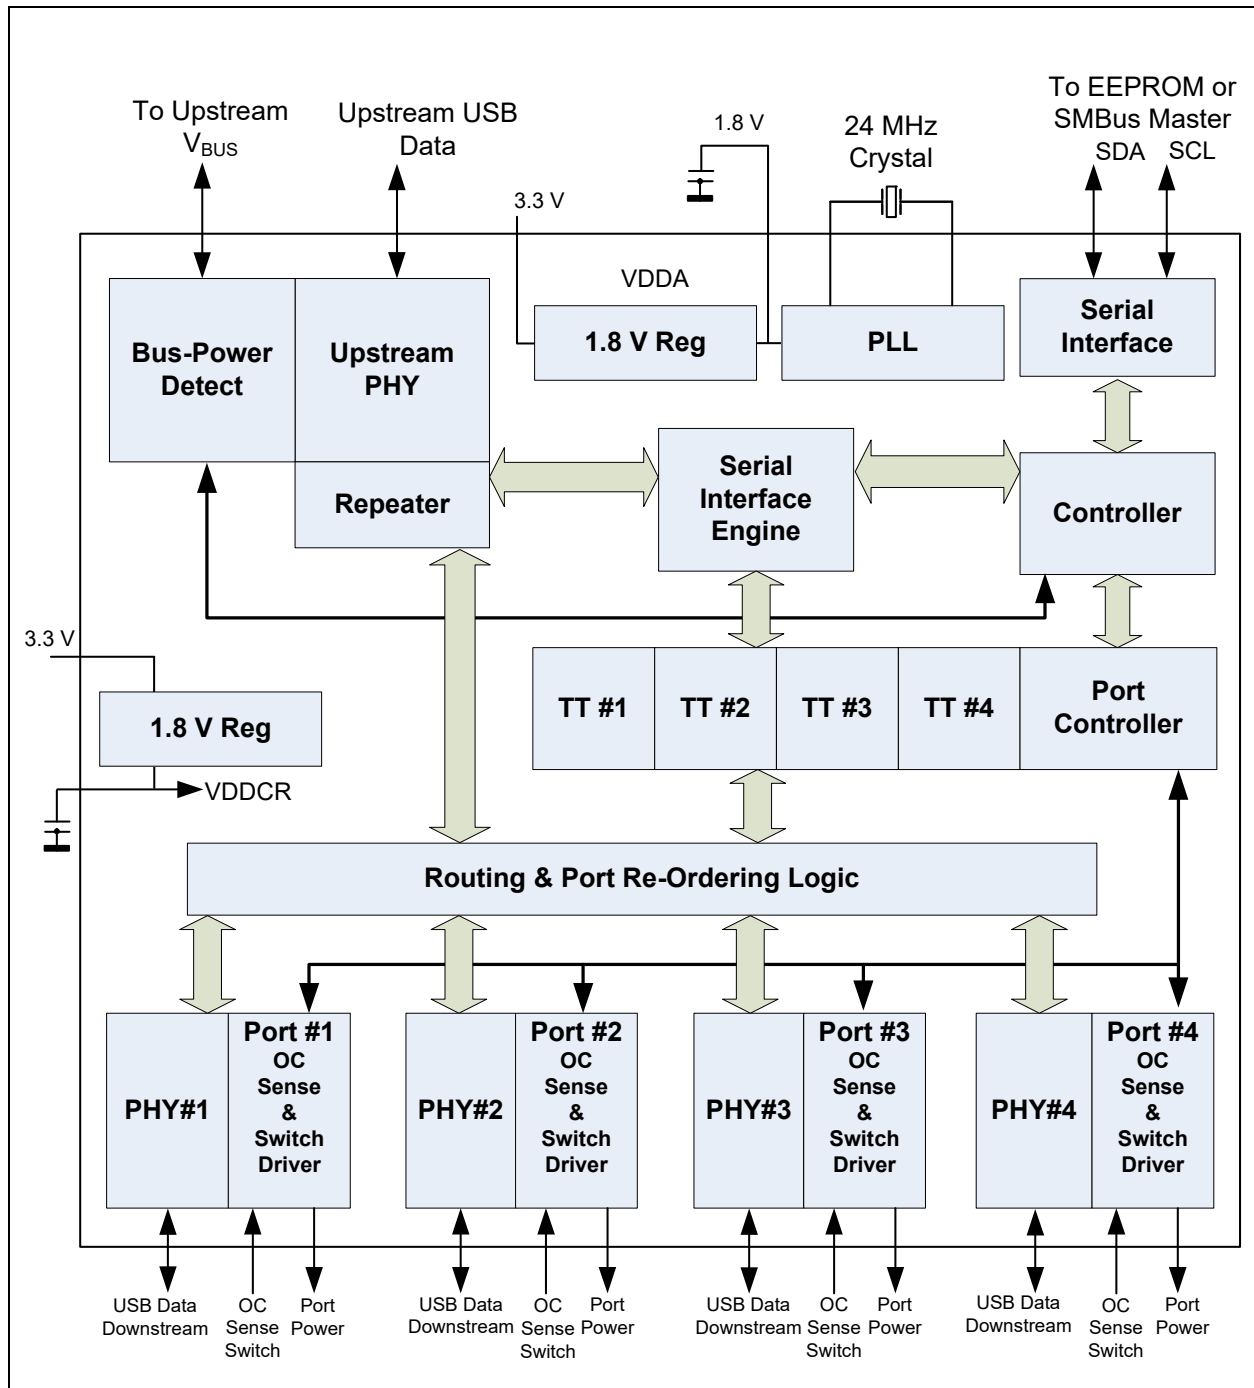 To Upstream
VBUS
Upstream USB
Data
3.3 V
1.8 V
24 MHz
Crystal
To EEPROM or
SMBus Master
SDA
SCL
Bus-Power
Detect
Upstream
PHY
Repeater
VDDA
1.8 V Reg
PLL
Serial
Interface
Serial
Interface
Engine
Controller
3.3 V
1.8 V Reg
VDDCR
TT #1
TT #2
TT #3
TT #4
Port
Controller
Routing & Port Re-Ordering Logic
PHY#1
Port #1
OC
Sense
&
Switch
Driver
PHY#2
Port #2
OC
Sense
&
Switch
Driver
PHY#3
Port #3
OC
Sense
&
Switch
Driver
PHY#4
Port #4
OC
Sense
&
Switch
Driver
USB Data
Downstream
OC
Sense
Switch
Port
Power
USB Data
Downstream
OC
Sense
Switch
Port
Power
USB Data
Downstream
OC
Sense
Switch
Port
Power
USB Data
Downstream
OC
Sense
Switch
Port
Power